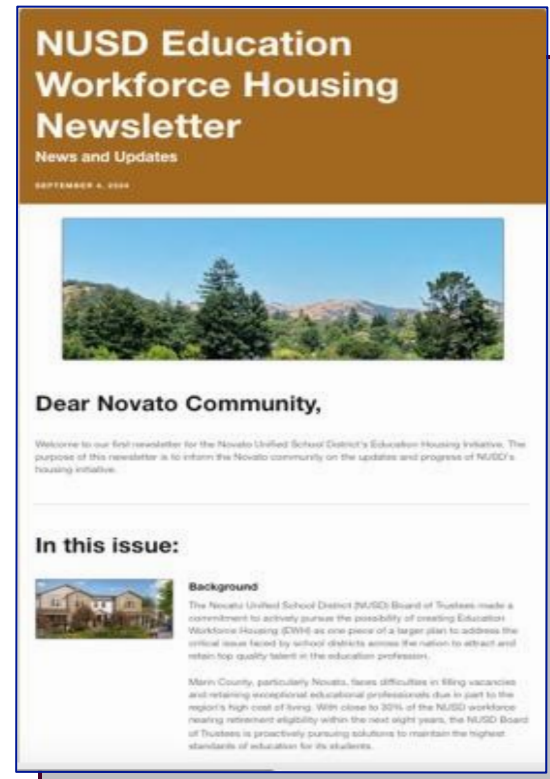 NUSD Education
Workforce Housing
Newsletter
News and Updates
SEPTEMBER 4, 2024
Dear Novato Community,
Welcome to our first newsletter for the Novato Unified School District's Education Housing Initiative. The
purpose of this newsletter is to inform the Novato community on the updates and progress of NUSD's
housing initiative.
In this issue:
Background
The Novato Unified School District (NUSD) Board of Trustees made a
commitment to actively pursue the possibility of creating Education
Workforce Housing (EWH) as one piece of a larger plan to address the
critical issue faced by school districts across the nation to attract and
retain top quality talent in the education profession.
Marin County, particularly Novato, faces difficulties in filling vacancies
and retaining exceptional educational professionals due in part to the
region's high cost of living. With close to 30% of the NUSD workforce
nearing retirement eligibility within the next eight years, the NUSD Board
of Trustees is proactively pursuing solutions to maintain the highest
standards of education for its students.